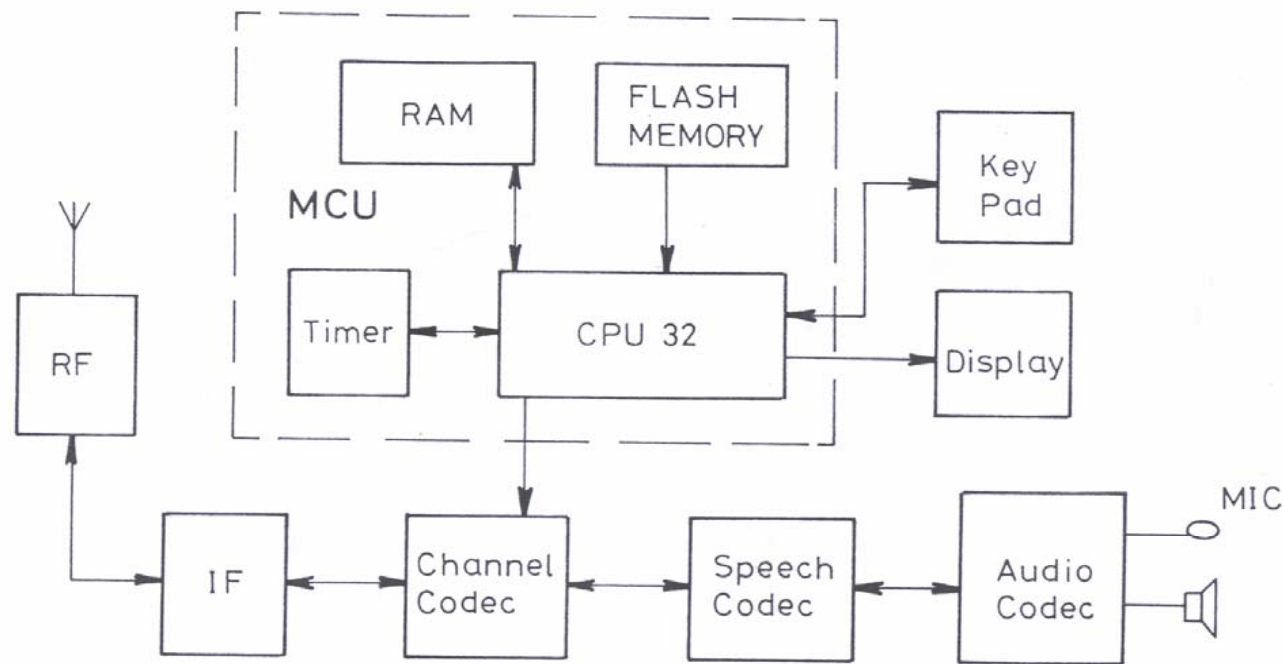 RAM
FLASH
MEMORY
MCU
Key
Pad
Timer
CPU 32
RF
Display
MIC
IF
Channel
Codec
Speech
Codec
Audio
Codec